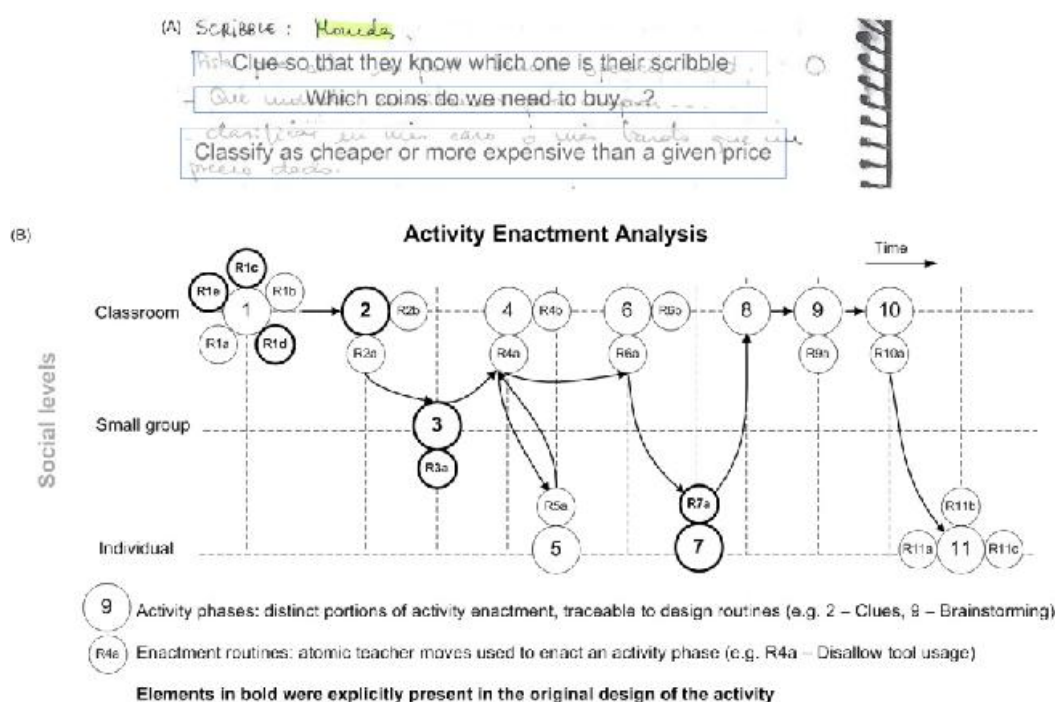 (A) SCRIBBLE: Monedas.
Clue so that they know which one is their scribble
Which coins do we need to buy...?
Classify as cheaper or more expensive than a given price
precio dado.
(B)
Activity Enactment Analysis
Time
Social levels
Classroom
Small group
Individual
1
R1a
R1b
R1c
R1d
R1e
2
R2a
R2b
3
R3a
4
R4a
R4b
5
R5a
6
R6a
R6b
7
R7a
8
9
R9a
10
R10a
11
R11a
R11b
R11c
9 Activity phases: distinct portions of activity enactment, traceable to design routines (e.g. 2 – Clues, 9 – Brainstorming)
R4a Enactment routines: atomic teacher moves used to enact an activity phase (e.g. R4a – Disallow tool usage)
Elements in bold were explicitly present in the original design of the activity